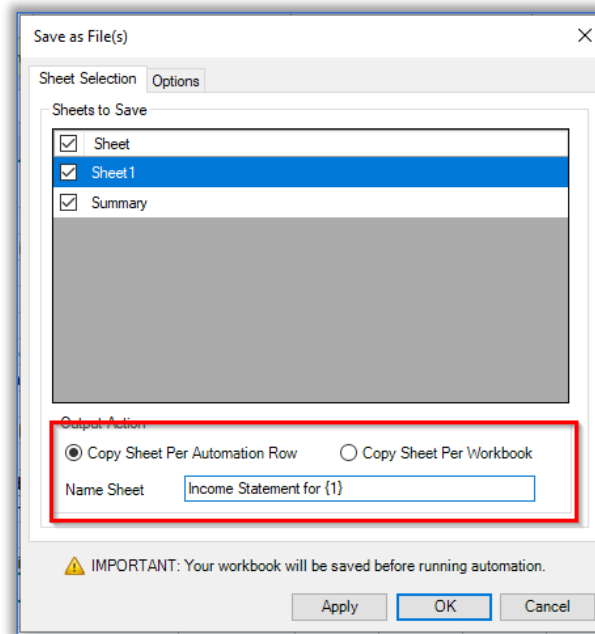 Save as File(s)
Sheet Selection Options
Sheets to Save
Sheet
Sheet1
Summary
Output Action
Copy Sheet Per Automation Row Copy Sheet Per Workbook
Name Sheet Income Statement for {1}
IMPORTANT: Your workbook will be saved before running automation.
Apply OK Cancel